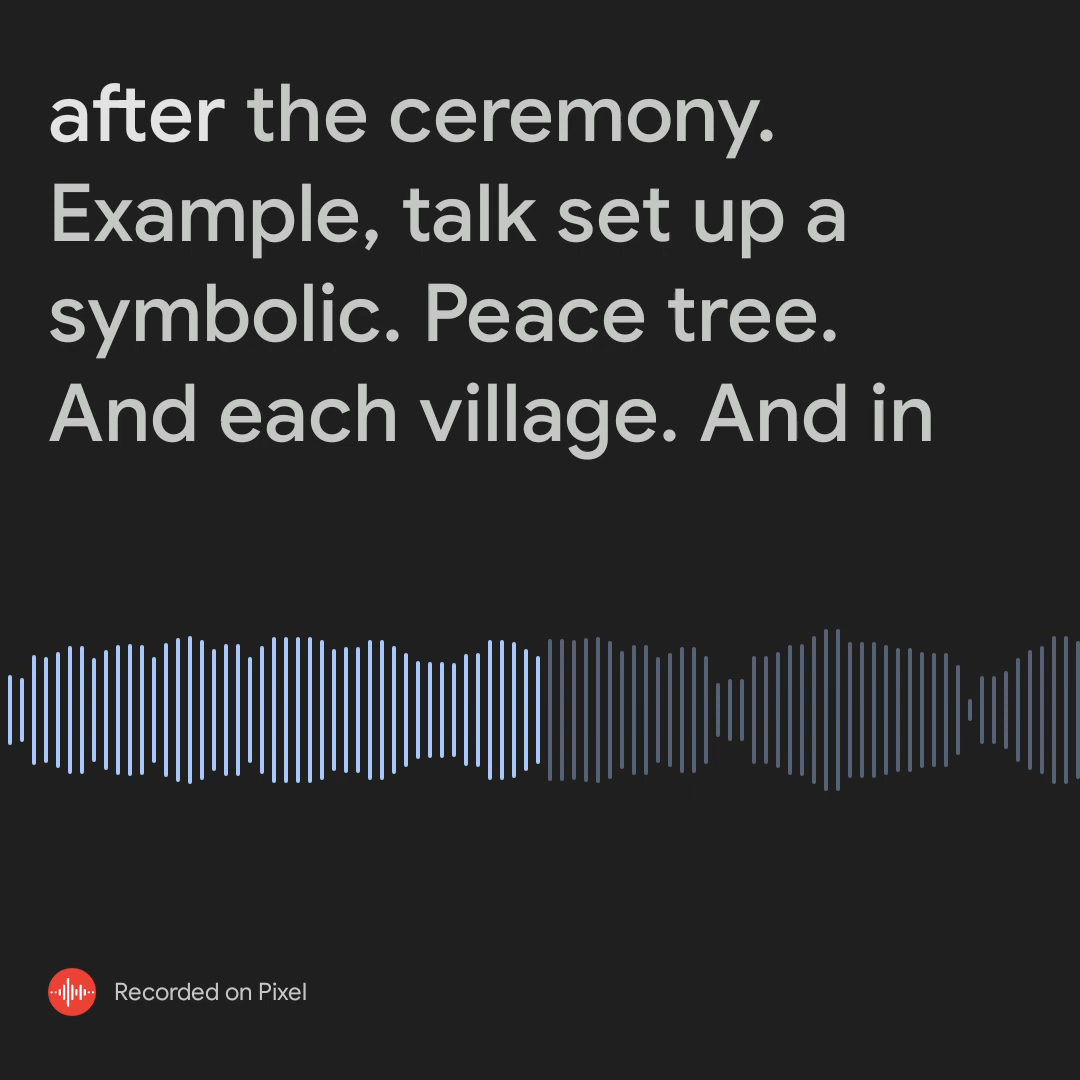 after the ceremony.
Example, talk set up a
symbolic. Peace tree.
And each village. And in
Recorded on Pixel